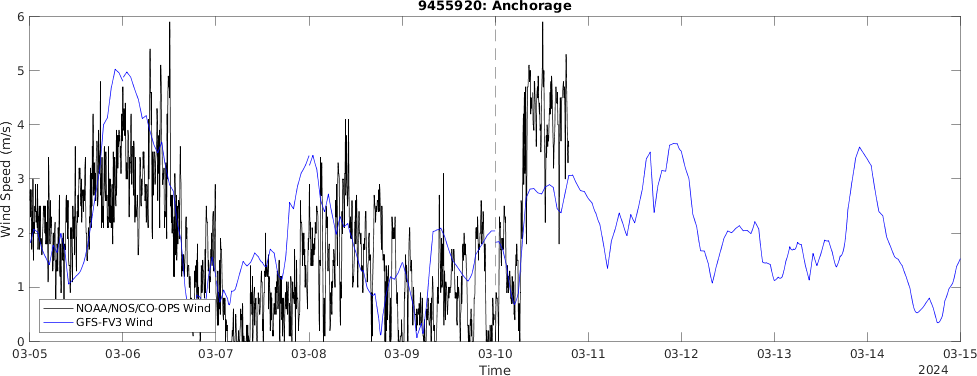 9455920: Anchorage
Wind Speed (m/s)
6
5
4
3
2
1
0
NOAA/NOS/CO-OPS Wind
GFS-FV3 Wind
03-05 03-06 03-07 03-08 03-09 03-10 03-11 03-12 03-13 03-14 03-15
Time
2024